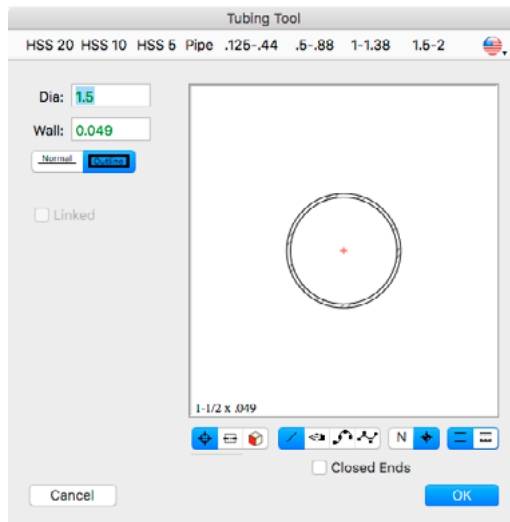 Tubing Tool
HSS 20 HSS 10 HSS 5 Pipe .125-.44 .5-.88 1-1.38 1.5-2
Dia: 1.5
Wall: 0.049
Normal Outline
Linked
1-1/2 x .049
N
Closed Ends
Cancel OK